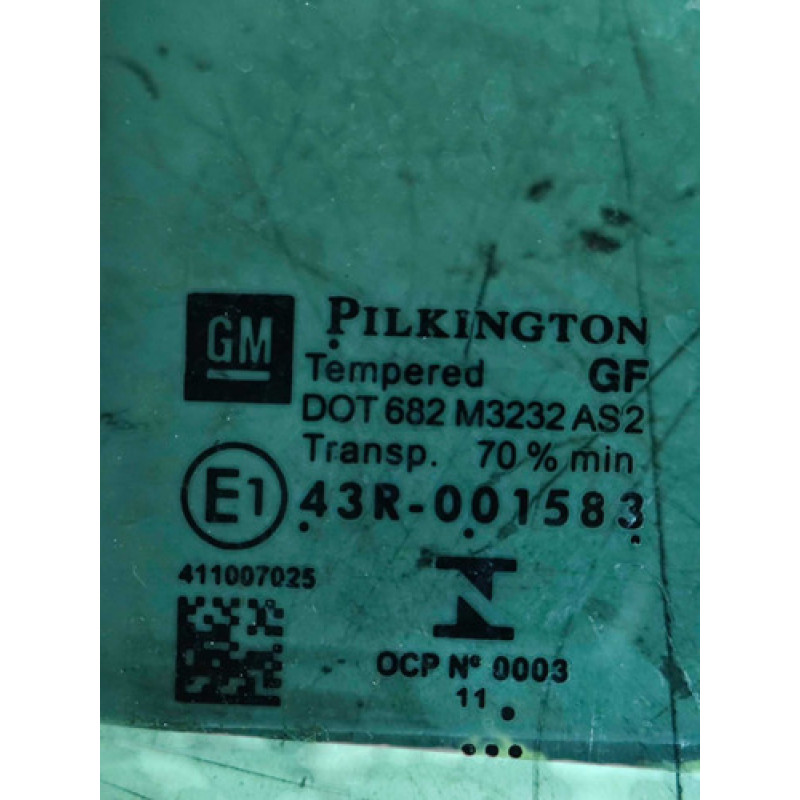 GM
PILKINGTON
Tempered GF
DOT 682 M3232 AS2
Transp. 70 % min
E1 43R-001583
411007025
OCP Nº 0003
11